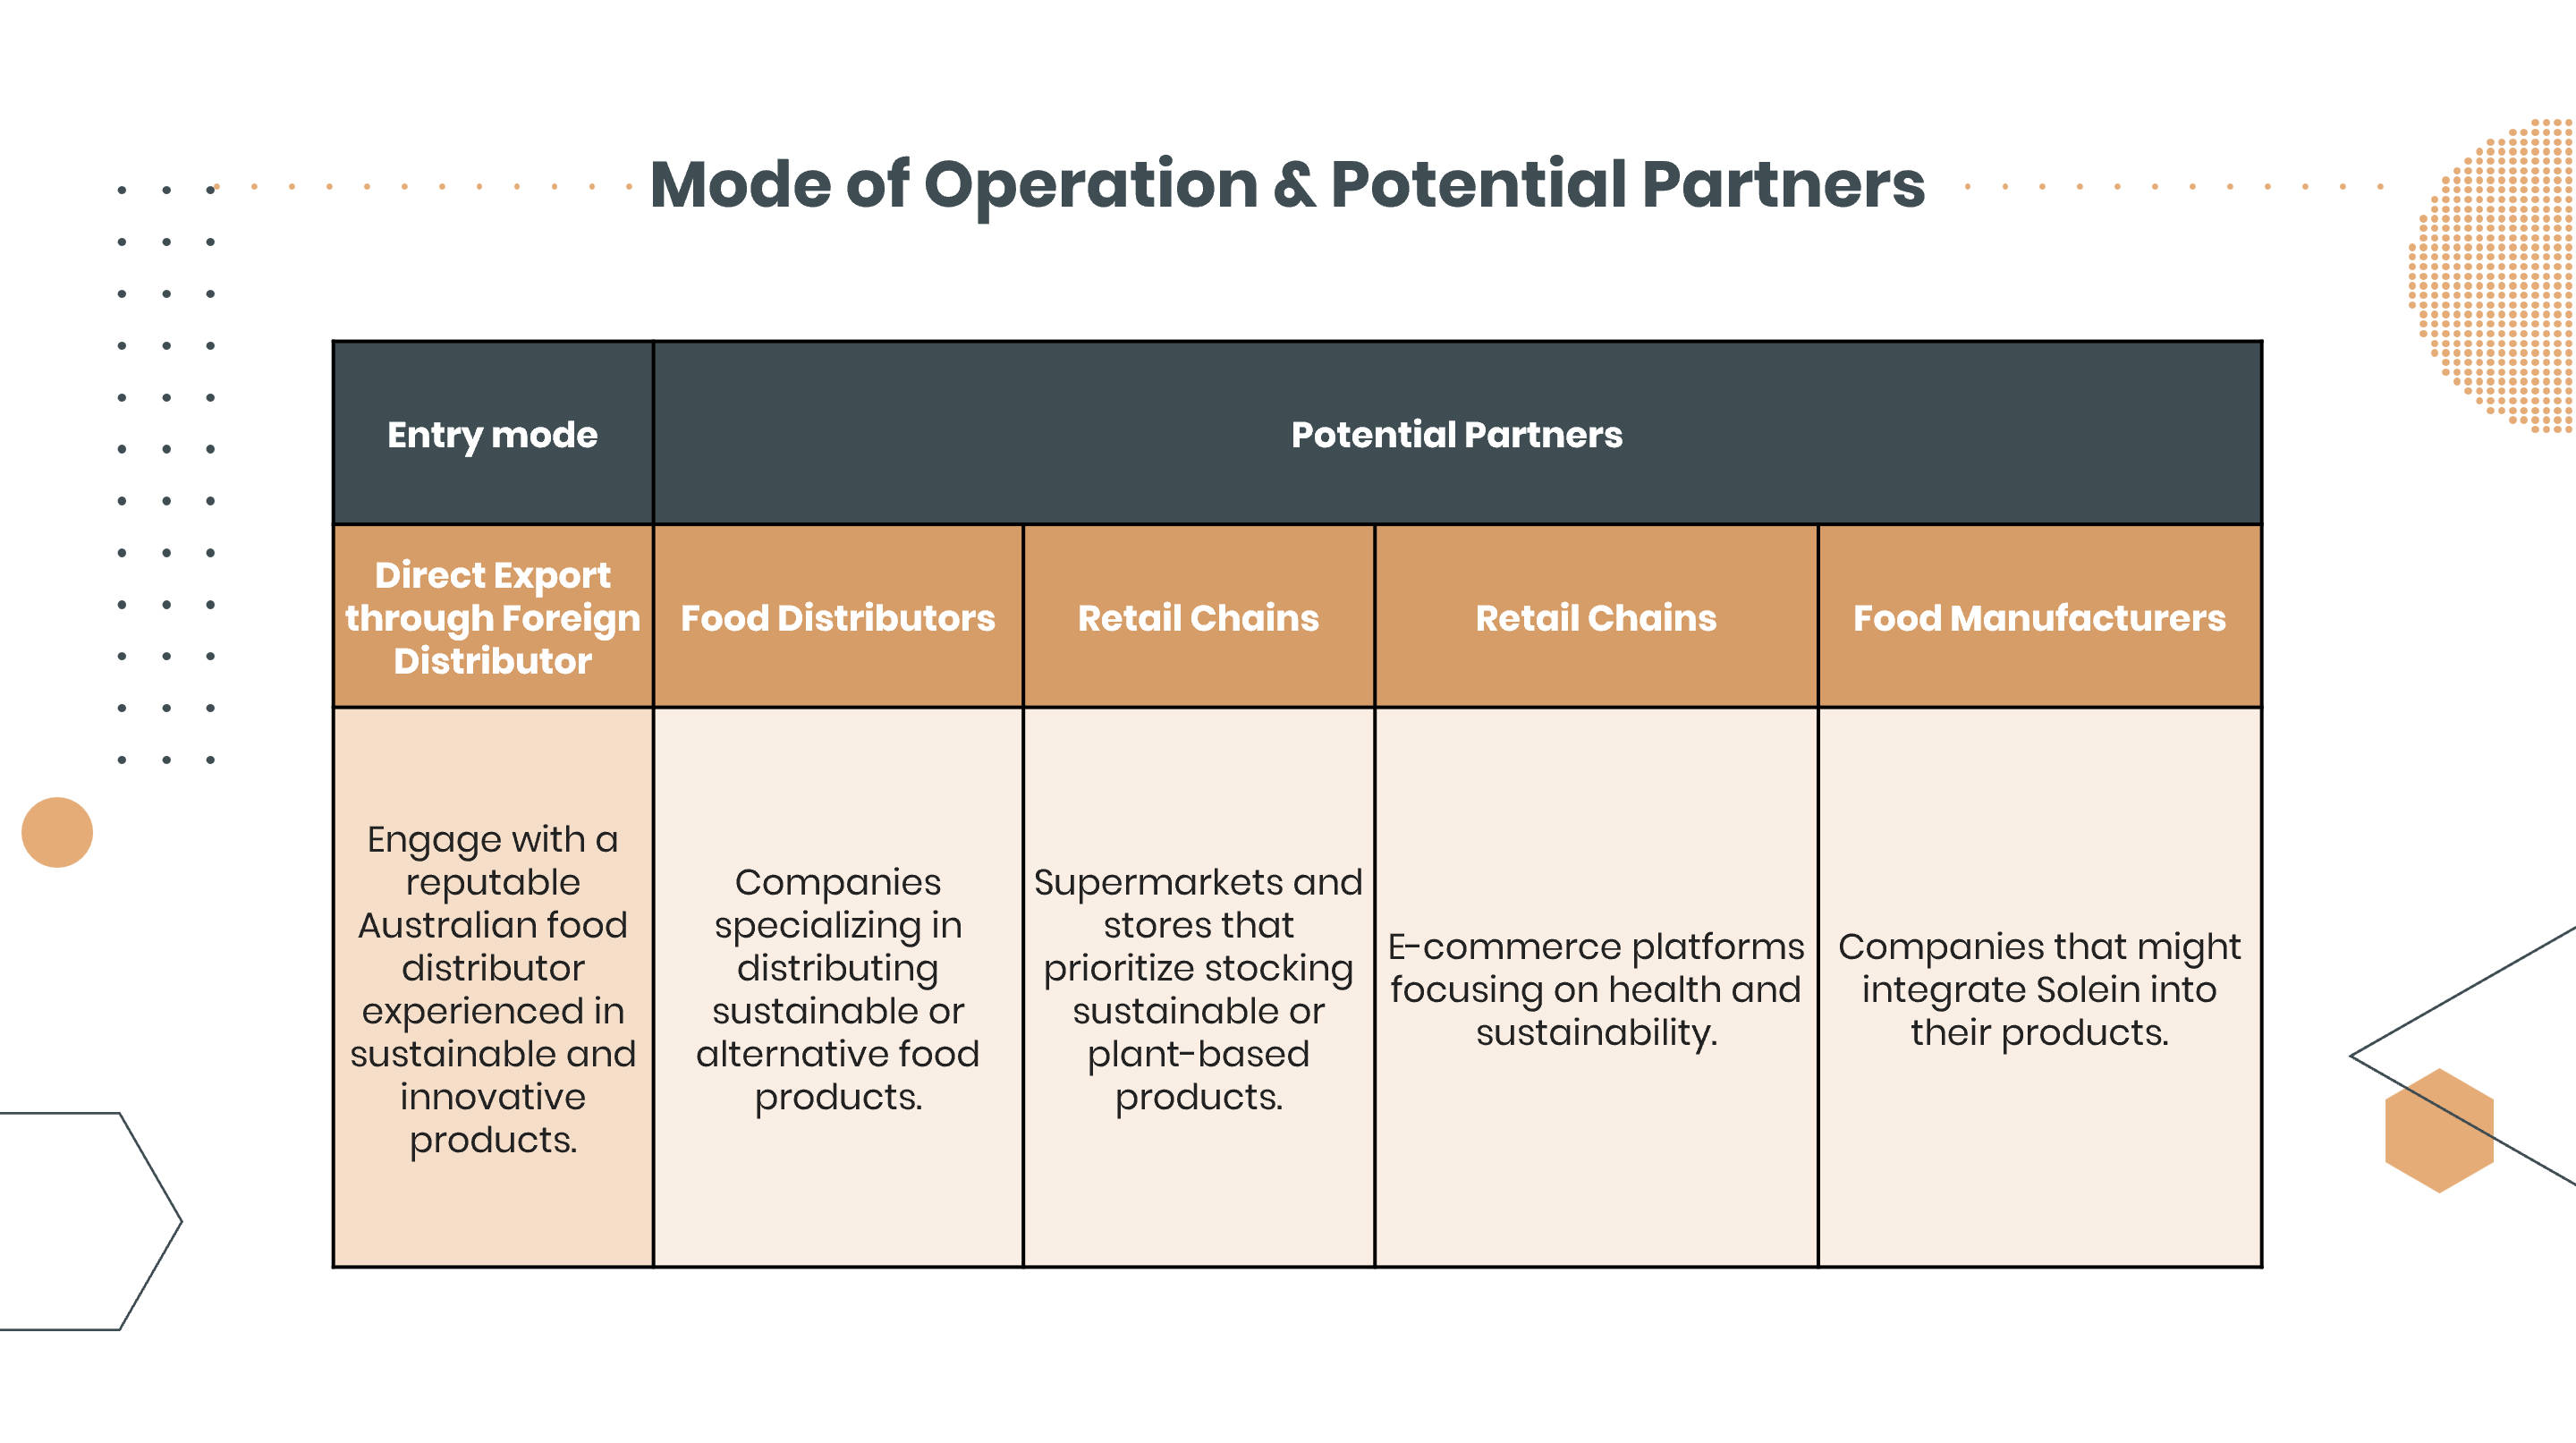 Mode of Operation & Potential Partners
Entry mode
Potential Partners
Direct Export
through Foreign
Distributor
Food Distributors
Retail Chains
Retail Chains
Food Manufacturers
Engage with a
reputable
Australian food
distributor
experienced in
sustainable and
innovative
products.
Companies
specializing in
distributing
sustainable or
alternative food
products.
Supermarkets and
stores that
prioritize stocking
sustainable or
plant-based
products.
E-commerce platforms
focusing on health and
sustainability.
Companies that might
integrate Solein into
their products.